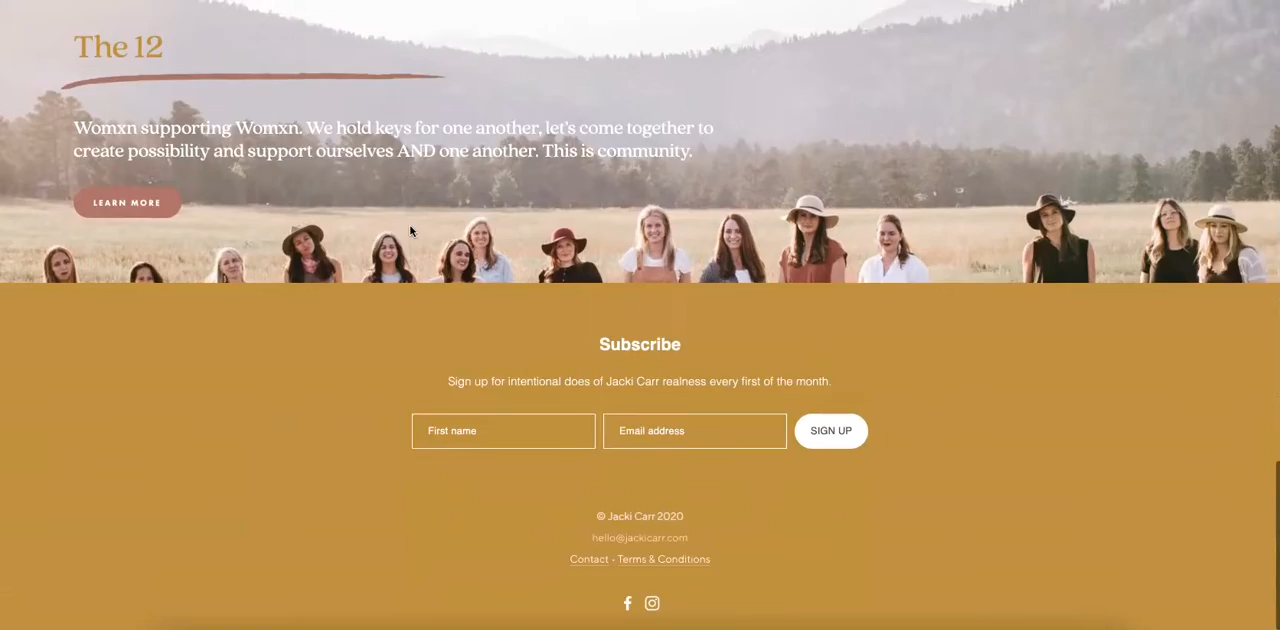 The 12
Womxn supporting Womxn. We hold keys for one another, let's come together to
create possibility and support ourselves AND one another. This is community.
LEARN MORE
Subscribe
Sign up for intentional does of Jacki Carr realness every first of the month.
First name
Email address
SIGN UP
© Jacki Carr 2020
hello@jackicarr.com
Contact • Terms & Conditions